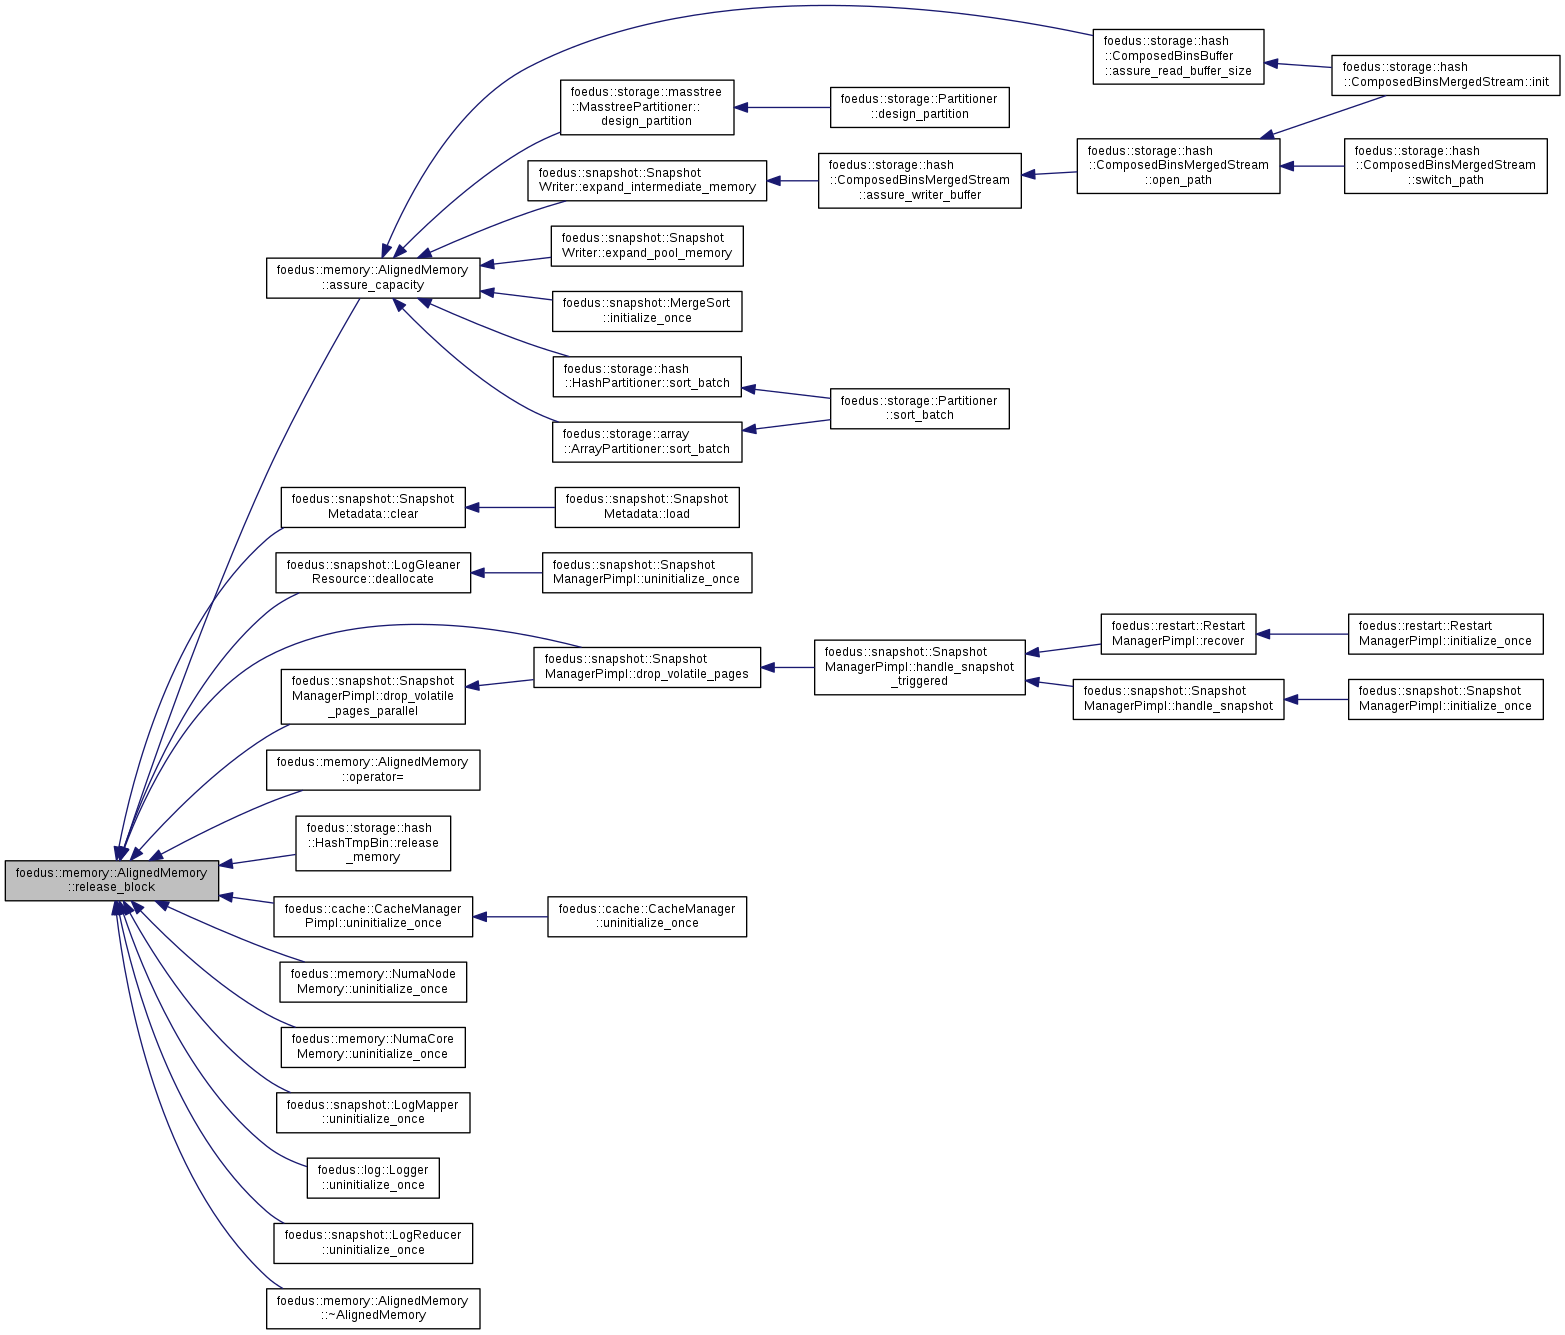 foedus::storage::hash
::ComposedBinsBuffer
::assure_read_buffer_size
foedus::storage::hash
::ComposedBinsMergedStream::init
foedus::storage::masstree
::MasstreePartitioner::
design_partition
foedus::storage::Partitioner
::design_partition
foedus::storage::hash
::ComposedBinsMergedStream
::open_path
foedus::storage::hash
::ComposedBinsMergedStream
::switch_path
foedus::snapshot::Snapshot
Writer::expand_intermediate_memory
foedus::storage::hash
::ComposedBinsMergedStream
::assure_writer_buffer
foedus::snapshot::Snapshot
Writer::expand_pool_memory
foedus::memory::AlignedMemory
::assure_capacity
foedus::snapshot::MergeSort
::initialize_once
foedus::storage::hash
::HashPartitioner::sort_batch
foedus::storage::Partitioner
::sort_batch
foedus::storage::array
::ArrayPartitioner::sort_batch
foedus::snapshot::Snapshot
Metadata::clear
foedus::snapshot::Snapshot
Metadata::load
foedus::snapshot::LogGleaner
Resource::deallocate
foedus::snapshot::Snapshot
ManagerPimpl::uninitialize_once
foedus::snapshot::Snapshot
ManagerPimpl::drop_volatile_pages
foedus::snapshot::Snapshot
ManagerPimpl::handle_snapshot
_triggered
foedus::restart::Restart
ManagerPimpl::recover
foedus::restart::Restart
ManagerPimpl::initialize_once
foedus::snapshot::Snapshot
ManagerPimpl::drop_volatile
_pages_parallel
foedus::snapshot::Snapshot
ManagerPimpl::handle_snapshot
foedus::snapshot::Snapshot
ManagerPimpl::initialize_once
foedus::memory::AlignedMemory
::operator=
foedus::storage::hash
::HashTmpBin::release
_memory
foedus::memory::AlignedMemory
::release_block
foedus::cache::CacheManager
Pimpl::uninitialize_once
foedus::cache::CacheManager
::uninitialize_once
foedus::memory::NumaNode
Memory::uninitialize_once
foedus::memory::NumaCore
Memory::uninitialize_once
foedus::snapshot::LogMapper
::uninitialize_once
foedus::log::Logger
::uninitialize_once
foedus::snapshot::LogReducer
::uninitialize_once
foedus::memory::AlignedMemory
::~AlignedMemory